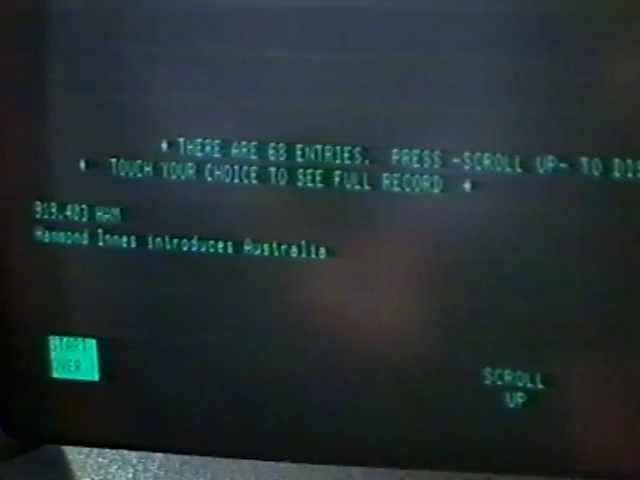 * THERE ARE 68 ENTRIES. PRESS -SCROLL UP- TO DIS
* TOUCH YOUR CHOICE TO SEE FULL RECORD *
919.403 HAM
Hammond Innes introduces Australia
START
OVER
SCROLL
UP